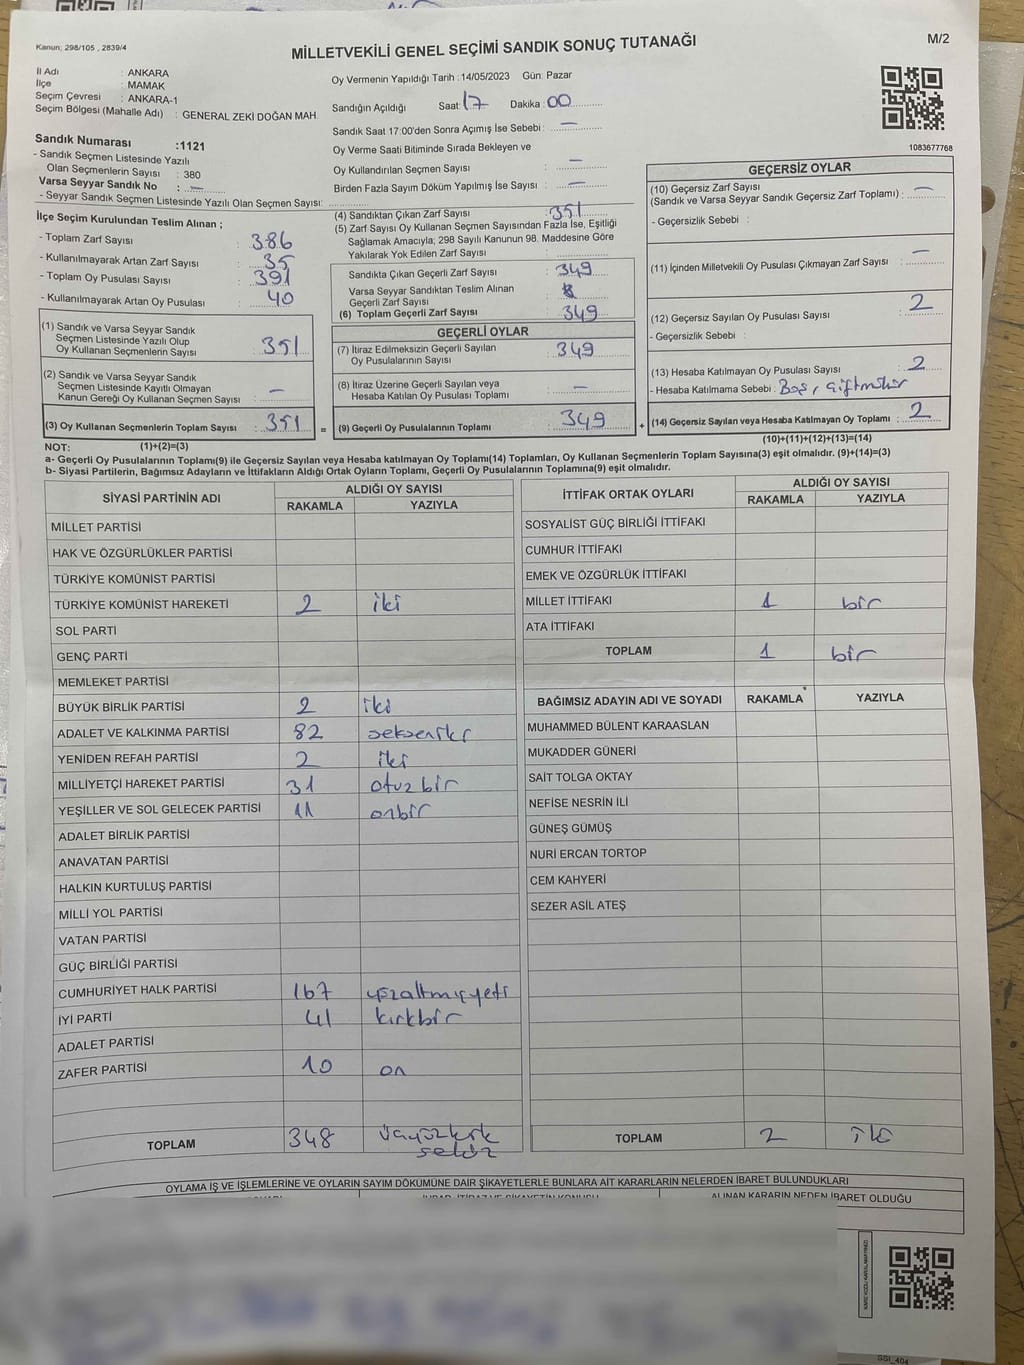 Kanun; 298/105 , 2839/4
MİLLETVEKİLİ GENEL SEÇİMİ SANDIK SONUÇ TUTANAĞI
M/2
İl Adı : ANKARA
İlçe : MAMAK
Seçim Çevresi : ANKARA-1
Seçim Bölgesi (Mahalle Adı) : GENERAL ZEKİ DOĞAN MAH.
Sandık Numarası :1121
- Sandık Seçmen Listesinde Yazılı
Olan Seçmenlerin Sayısı : 380
Varsa Seyyar Sandık No : —
- Seyyar Sandık Seçmen Listesinde Yazılı Olan Seçmen Sayısı:
Oy Vermenin Yapıldığı Tarih :14/05/2023 Gün: Pazar
Sandığın Açıldığı Saat: 17 Dakika: 00
Sandık Saat 17:00'den Sonra Açımış İse Sebebi: —
Oy Verme Saati Bitiminde Sırada Bekleyen ve
Oy Kullandırılan Seçmen Sayısı : —
Birden Fazla Sayım Döküm Yapılmış İse Sayısı : —
1083677768
İlçe Seçim Kurulundan Teslim Alınan ;
- Toplam Zarf Sayısı : 386
- Kullanılmayarak Artan Zarf Sayısı : 35
- Toplam Oy Pusulası Sayısı : 391
- Kullanılmayarak Artan Oy Pusulası : 40
(1) Sandık ve Varsa Seyyar Sandık
Seçmen Listesinde Yazılı Olup
Oy Kullanan Seçmenlerin Sayısı : 351
(2) Sandık ve Varsa Seyyar Sandık
Seçmen Listesinde Kayıtlı Olmayan
Kanun Gereği Oy Kullanan Seçmen Sayısı : —
(3) Oy Kullanan Seçmenlerin Toplam Sayısı : 351
(4) Sandıktan Çıkan Zarf Sayısı : 351
(5) Zarf Sayısı Oy Kullanan Seçmen Sayısından Fazla İse, Eşitliği
Sağlamak Amacıyla; 298 Sayılı Kanunun 98. Maddesine Göre
Yakılarak Yok Edilen Zarf Sayısı :
Sandıkta Çıkan Geçerli Zarf Sayısı : 349
Varsa Seyyar Sandıktan Teslim Alınan
Geçerli Zarf Sayısı :
(6) Toplam Geçerli Zarf Sayısı : 349
GEÇERLİ OYLAR
(7) İtiraz Edilmeksizin Geçerli Sayılan
Oy Pusulalarının Sayısı : 349
(8) İtiraz Üzerine Geçerli Sayılan veya
Hesaba Katılan Oy Pusulası Toplamı : —
= (9) Geçerli Oy Pusulalarının Toplamı : 349
GEÇERSİZ OYLAR
(10) Geçersiz Zarf Sayısı
(Sandık ve Varsa Seyyar Sandık Geçersiz Zarf Toplamı) : —
- Geçersizlik Sebebi :
(11) İçinden Milletvekili Oy Pusulası Çıkmayan Zarf Sayısı : —
(12) Geçersiz Sayılan Oy Pusulası Sayısı : 2
- Geçersizlik Sebebi :
(13) Hesaba Katılmayan Oy Pusulası Sayısı : 2
- Hesaba Katılmama Sebebi : Boş,
+ (14) Geçersiz Sayılan veya Hesaba Katılmayan Oy Toplamı : 2
NOT: (1)+(2)=(3)
(10)+(11)+(12)+(13)=(14)
a- Geçerli Oy Pusulalarının Toplamı(9) ile Geçersiz Sayılan veya Hesaba katılmayan Oy Toplamı(14) Toplamları, Oy Kullanan Seçmenlerin Toplam Sayısına(3) eşit olmalıdır. (9)+(14)=(3)
b- Siyasi Partilerin, Bağımsız Adayların ve İttifakların Aldığı Ortak Oyların Toplamı, Geçerli Oy Pusulalarının Toplamına(9) eşit olmalıdır.
SİYASİ PARTİNİN ADI ALDIĞI OY SAYISI
RAKAMLA YAZIYLA
MİLLET PARTİSİ
HAK VE ÖZGÜRLÜKLER PARTİSİ
TÜRKİYE KOMÜNİST PARTİSİ
TÜRKİYE KOMÜNİST HAREKETİ 2 iki
SOL PARTİ
GENÇ PARTİ
MEMLEKET PARTİSİ
BÜYÜK BİRLİK PARTİSİ 2 iki
ADALET VE KALKINMA PARTİSİ 82 sekseniki
YENİDEN REFAH PARTİSİ 2 iki
MİLLİYETÇİ HAREKET PARTİSİ 31 otuzbir
YEŞİLLER VE SOL GELECEK PARTİSİ 11 onbir
ADALET BİRLİK PARTİSİ
ANAVATAN PARTİSİ
HALKIN KURTULUŞ PARTİSİ
MİLLİ YOL PARTİSİ
VATAN PARTİSİ
GÜÇ BİRLİĞİ PARTİSİ
CUMHURİYET HALK PARTİSİ 167 yüzaltmışyedi
İYİ PARTİ 41 kırkbir
ADALET PARTİSİ
ZAFER PARTİSİ 10 on
TOPLAM 348 üçyüzkırk
sekiz
İTTİFAK ORTAK OYLARI ALDIĞI OY SAYISI
RAKAMLA YAZIYLA
SOSYALİST GÜÇ BİRLİĞİ İTTİFAKI
CUMHUR İTTİFAKI
EMEK VE ÖZGÜRLÜK İTTİFAKI
MİLLET İTTİFAKI 1 bir
ATA İTTİFAKI
TOPLAM 1 bir
BAĞIMSIZ ADAYIN ADI VE SOYADI RAKAMLA YAZIYLA
MUHAMMED BÜLENT KARAASLAN
MUKADDER GÜNERİ
SAİT TOLGA OKTAY
NEFİSE NESRİN İLİ
GÜNEŞ GÜMÜŞ
NURİ ERCAN TORTOP
CEM KAHYERİ
SEZER ASİL ATEŞ
TOPLAM 2 iki
OYLAMA İŞ VE İŞLEMLERİNE VE OYLARIN SAYIM DÖKÜMÜNE DAİR ŞİKAYETLERLE BUNLARA AİT KARARLARIN NELERDEN İBARET BULUNDUKLARI
ALINAN KARARIN NEDEN İBARET OLDUĞU